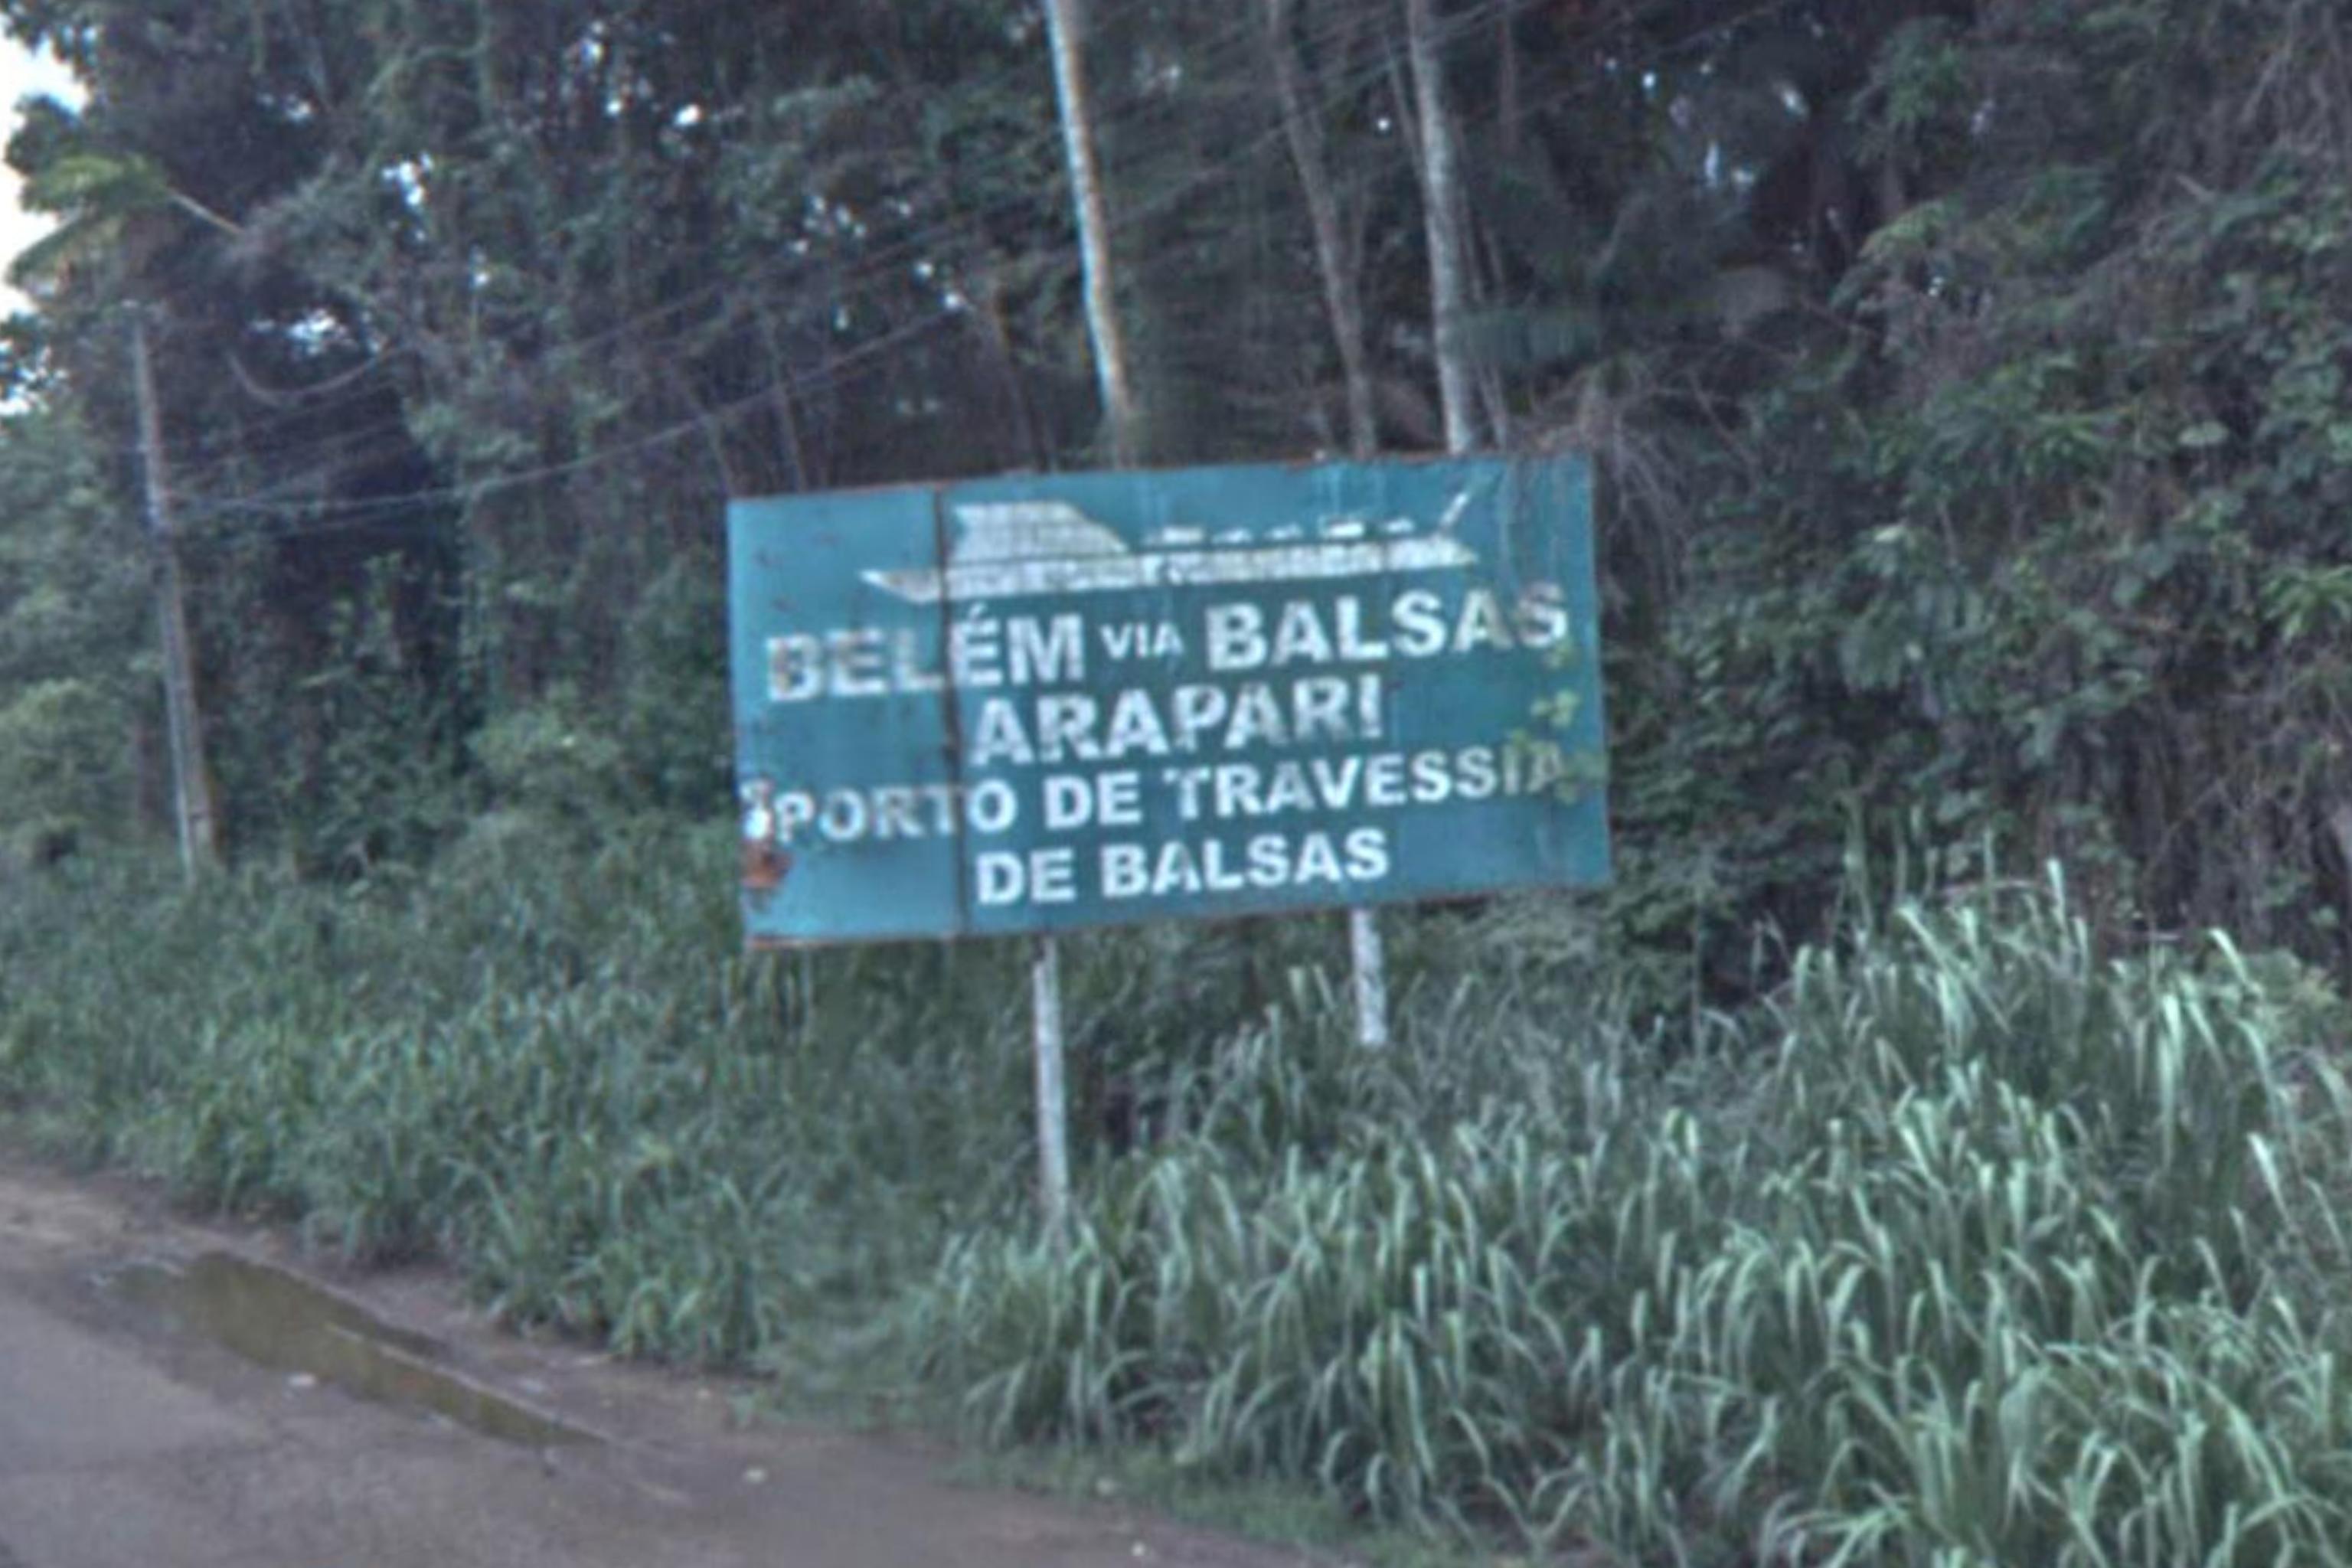 BELÉM VIA BALSAS
ARAPARI
PORTO DE TRAVESSIA
DE BALSAS